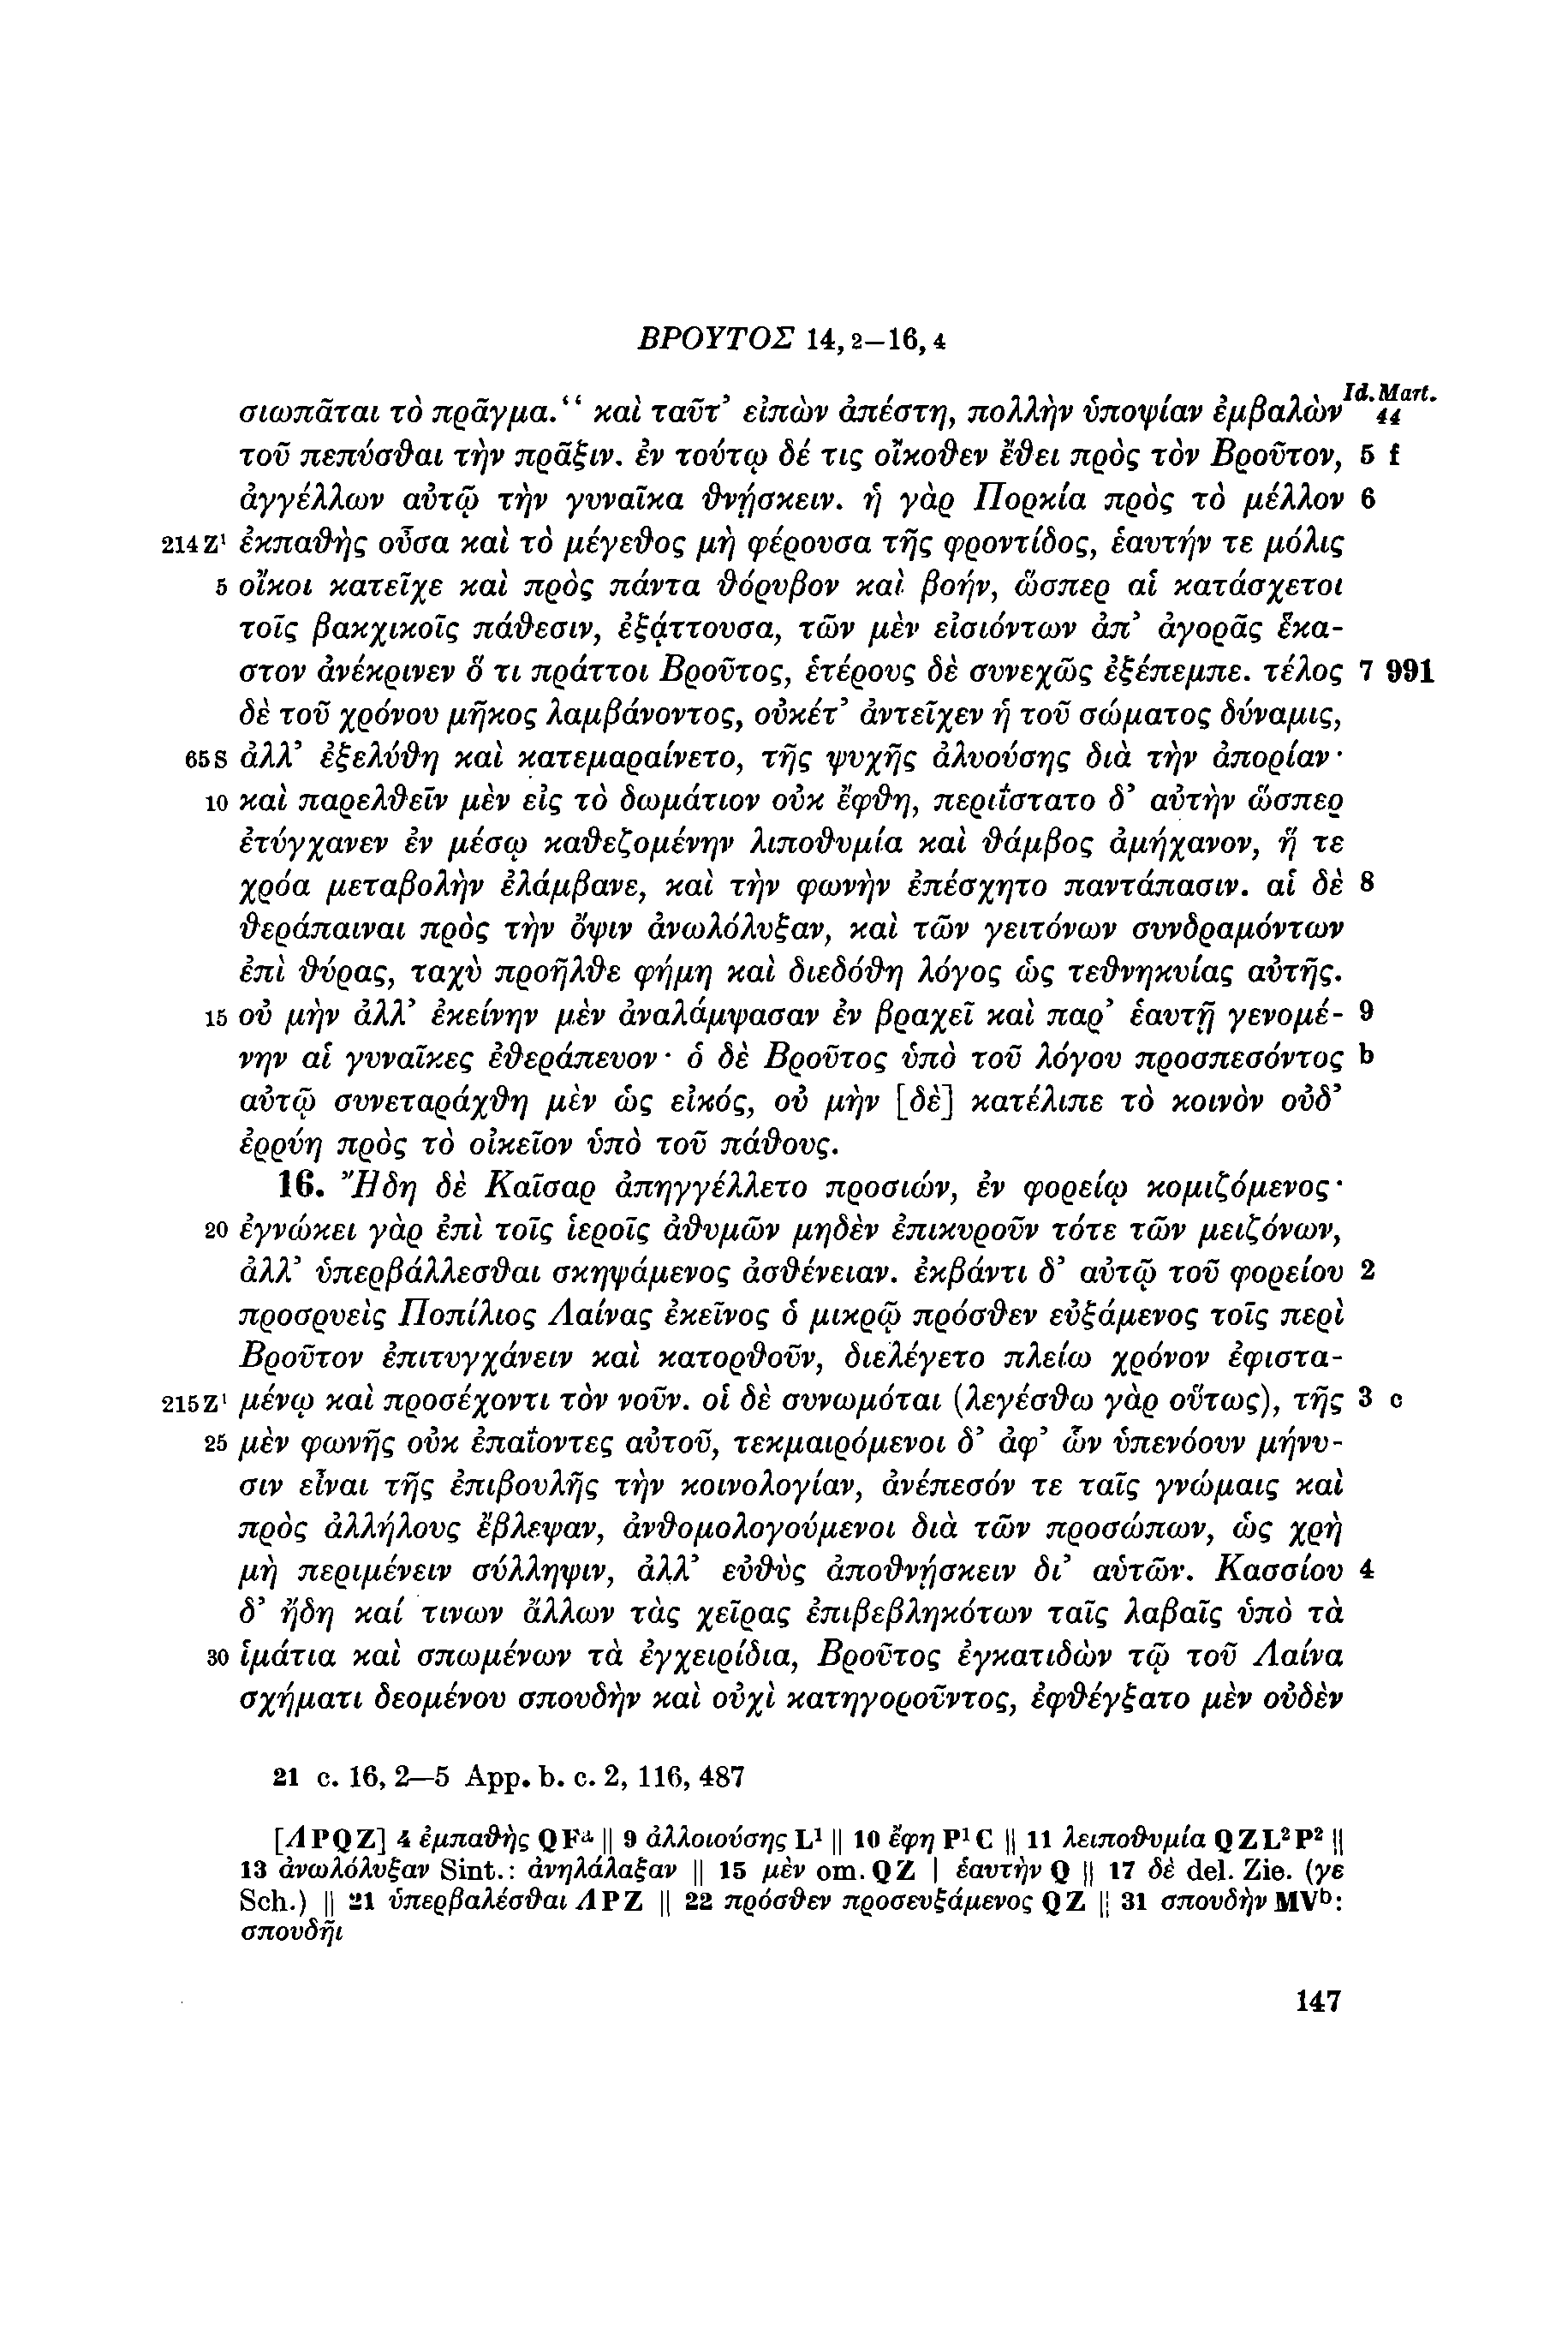 ΒΡΟΥΤΟΣ 14, 2–16, 4
σιωπᾶται τὸ πρᾶγμα.“ καὶ ταῦτ’ εἰπὼν ἀπέστη, πολλὴν ὑποψίαν ἐμβαλὼν Id. Mart. 44
τοῦ πεπύσθαι τὴν πρᾶξιν. ἐν τούτῳ δέ τις οἴκοθεν ἔθει πρὸς τὸν Βροῦτον, 5 f
ἀγγέλλων αὐτῷ τὴν γυναῖκα θνῄσκειν. ἡ γὰρ Πορκία πρὸς τὸ μέλλον 6
214 Z¹ ἐκπαθὴς οὖσα καὶ τὸ μέγεθος μὴ φέρουσα τῆς φροντίδος, ἑαυτήν τε μόλις
5 οἴκοι κατεῖχε καὶ πρὸς πάντα θόρυβον καὶ βοήν, ὥσπερ αἱ κατάσχετοι
τοῖς βακχικοῖς πάθεσιν, ἐξᾴττουσα, τῶν μὲν εἰσιόντων ἀπ’ ἀγορᾶς ἕκα-
στον ἀνέκρινεν ὅ τι πράττοι Βροῦτος, ἑτέρους δὲ συνεχῶς ἐξέπεμπε. τέλος 7 991
δὲ τοῦ χρόνου μῆκος λαμβάνοντος, οὐκέτ’ ἀντεῖχεν ἡ τοῦ σώματος δύναμις,
65 S ἀλλ’ ἐξελύθη καὶ κατεμαραίνετο, τῆς ψυχῆς ἀλυούσης διὰ τὴν ἀπορίαν·
10 καὶ παρελθεῖν μὲν εἰς τὸ δωμάτιον οὐκ ἔφθη, περιΐστατο δ’ αὐτὴν ὥσπερ
ἐτύγχανεν ἐν μέσῳ καθεζομένην λιποθυμία καὶ θάμβος ἀμήχανον, ἥ τε
χρόα μεταβολὴν ἐλάμβανε, καὶ τὴν φωνὴν ἐπέσχητο παντάπασιν. αἱ δὲ 8
θεράπαιναι πρὸς τὴν ὄψιν ἀνωλόλυξαν, καὶ τῶν γειτόνων συνδραμόντων
ἐπὶ θύρας, ταχὺ προῆλθε φήμη καὶ διεδόθη λόγος ὡς τεθνηκυίας αὐτῆς.
15 οὐ μὴν ἀλλ’ ἐκείνην μὲν ἀναλάμψασαν ἐν βραχεῖ καὶ παρ’ ἑαυτῇ γενομέ- 9
νην αἱ γυναῖκες ἐθεράπευον· ὁ δὲ Βροῦτος ὑπὸ τοῦ λόγου προσπεσόντος b
αὐτῷ συνεταράχθη μὲν ὡς εἰκός, οὐ μὴν [δὲ] κατέλιπε τὸ κοινὸν οὐδ’
ἐρρύη πρὸς τὸ οἰκεῖον ὑπὸ τοῦ πάθους.
16. Ἤδη δὲ Καῖσαρ ἀπηγγέλλετο προσιών, ἐν φορείῳ κομιζόμενος·
20 ἐγνώκει γὰρ ἐπὶ τοῖς ἱεροῖς ἀθυμῶν μηδὲν ἐπικυροῦν τότε τῶν μειζόνων,
ἀλλ’ ὑπερβάλλεσθαι σκηψάμενος ἀσθένειαν. ἐκβάντι δ’ αὐτῷ τοῦ φορείου 2
προσρυεὶς Ποπίλιος Λαίνας ἐκεῖνος ὁ μικρῷ πρόσθεν εὐξάμενος τοῖς περὶ
Βροῦτον ἐπιτυγχάνειν καὶ κατορθοῦν, διελέγετο πλείω χρόνον ἐφιστα-
215 Z¹ μένῳ καὶ προσέχοντι τὸν νοῦν. οἱ δὲ συνωμόται (λεγέσθω γὰρ οὕτως), τῆς 3 c
25 μὲν φωνῆς οὐκ ἐπαΐοντες αὐτοῦ, τεκμαιρόμενοι δ’ ἀφ’ ὧν ὑπενόουν μήνυ-
σιν εἶναι τῆς ἐπιβουλῆς τὴν κοινολογίαν, ἀνέπεσόν τε ταῖς γνώμαις καὶ
πρὸς ἀλλήλους ἔβλεψαν, ἀνθομολογούμενοι διὰ τῶν προσώπων, ὡς χρὴ
μὴ περιμένειν σύλληψιν, ἀλλ’ εὐθὺς ἀποθνῄσκειν δι’ αὑτῶν. Κασσίου 4
δ’ ἤδη καί τινων ἄλλων τὰς χεῖρας ἐπιβεβληκότων ταῖς λαβαῖς ὑπὸ τὰ
30 ἱμάτια καὶ σπωμένων τὰ ἐγχειρίδια, Βροῦτος ἐγκατιδὼν τῷ τοῦ Λαίνα
σχήματι δεομένου σπουδὴν καὶ οὐχὶ κατηγοροῦντος, ἐφθέγξατο μὲν οὐδὲν
21 c. 16, 2—5 App. b. c. 2, 116, 487
[ΛPQZ] 4 ἐμπαθὴς QFᵃ || 9 ἀλλοιούσης L¹ || 10 ἔφη P¹C || 11 λειποθυμία QZL²P² ||
13 ἀνωλόλυξαν Sint.: ἀνηλάλαξαν || 15 μὲν om. QZ | ἑαυτὴν Q || 17 δὲ del. Zie. (γε
Sch.) || 21 ὑπερβαλέσθαι ΛPZ || 22 πρόσθεν προσευξάμενος QZ || 31 σπουδὴν MVᵇ:
σπουδῆι
147